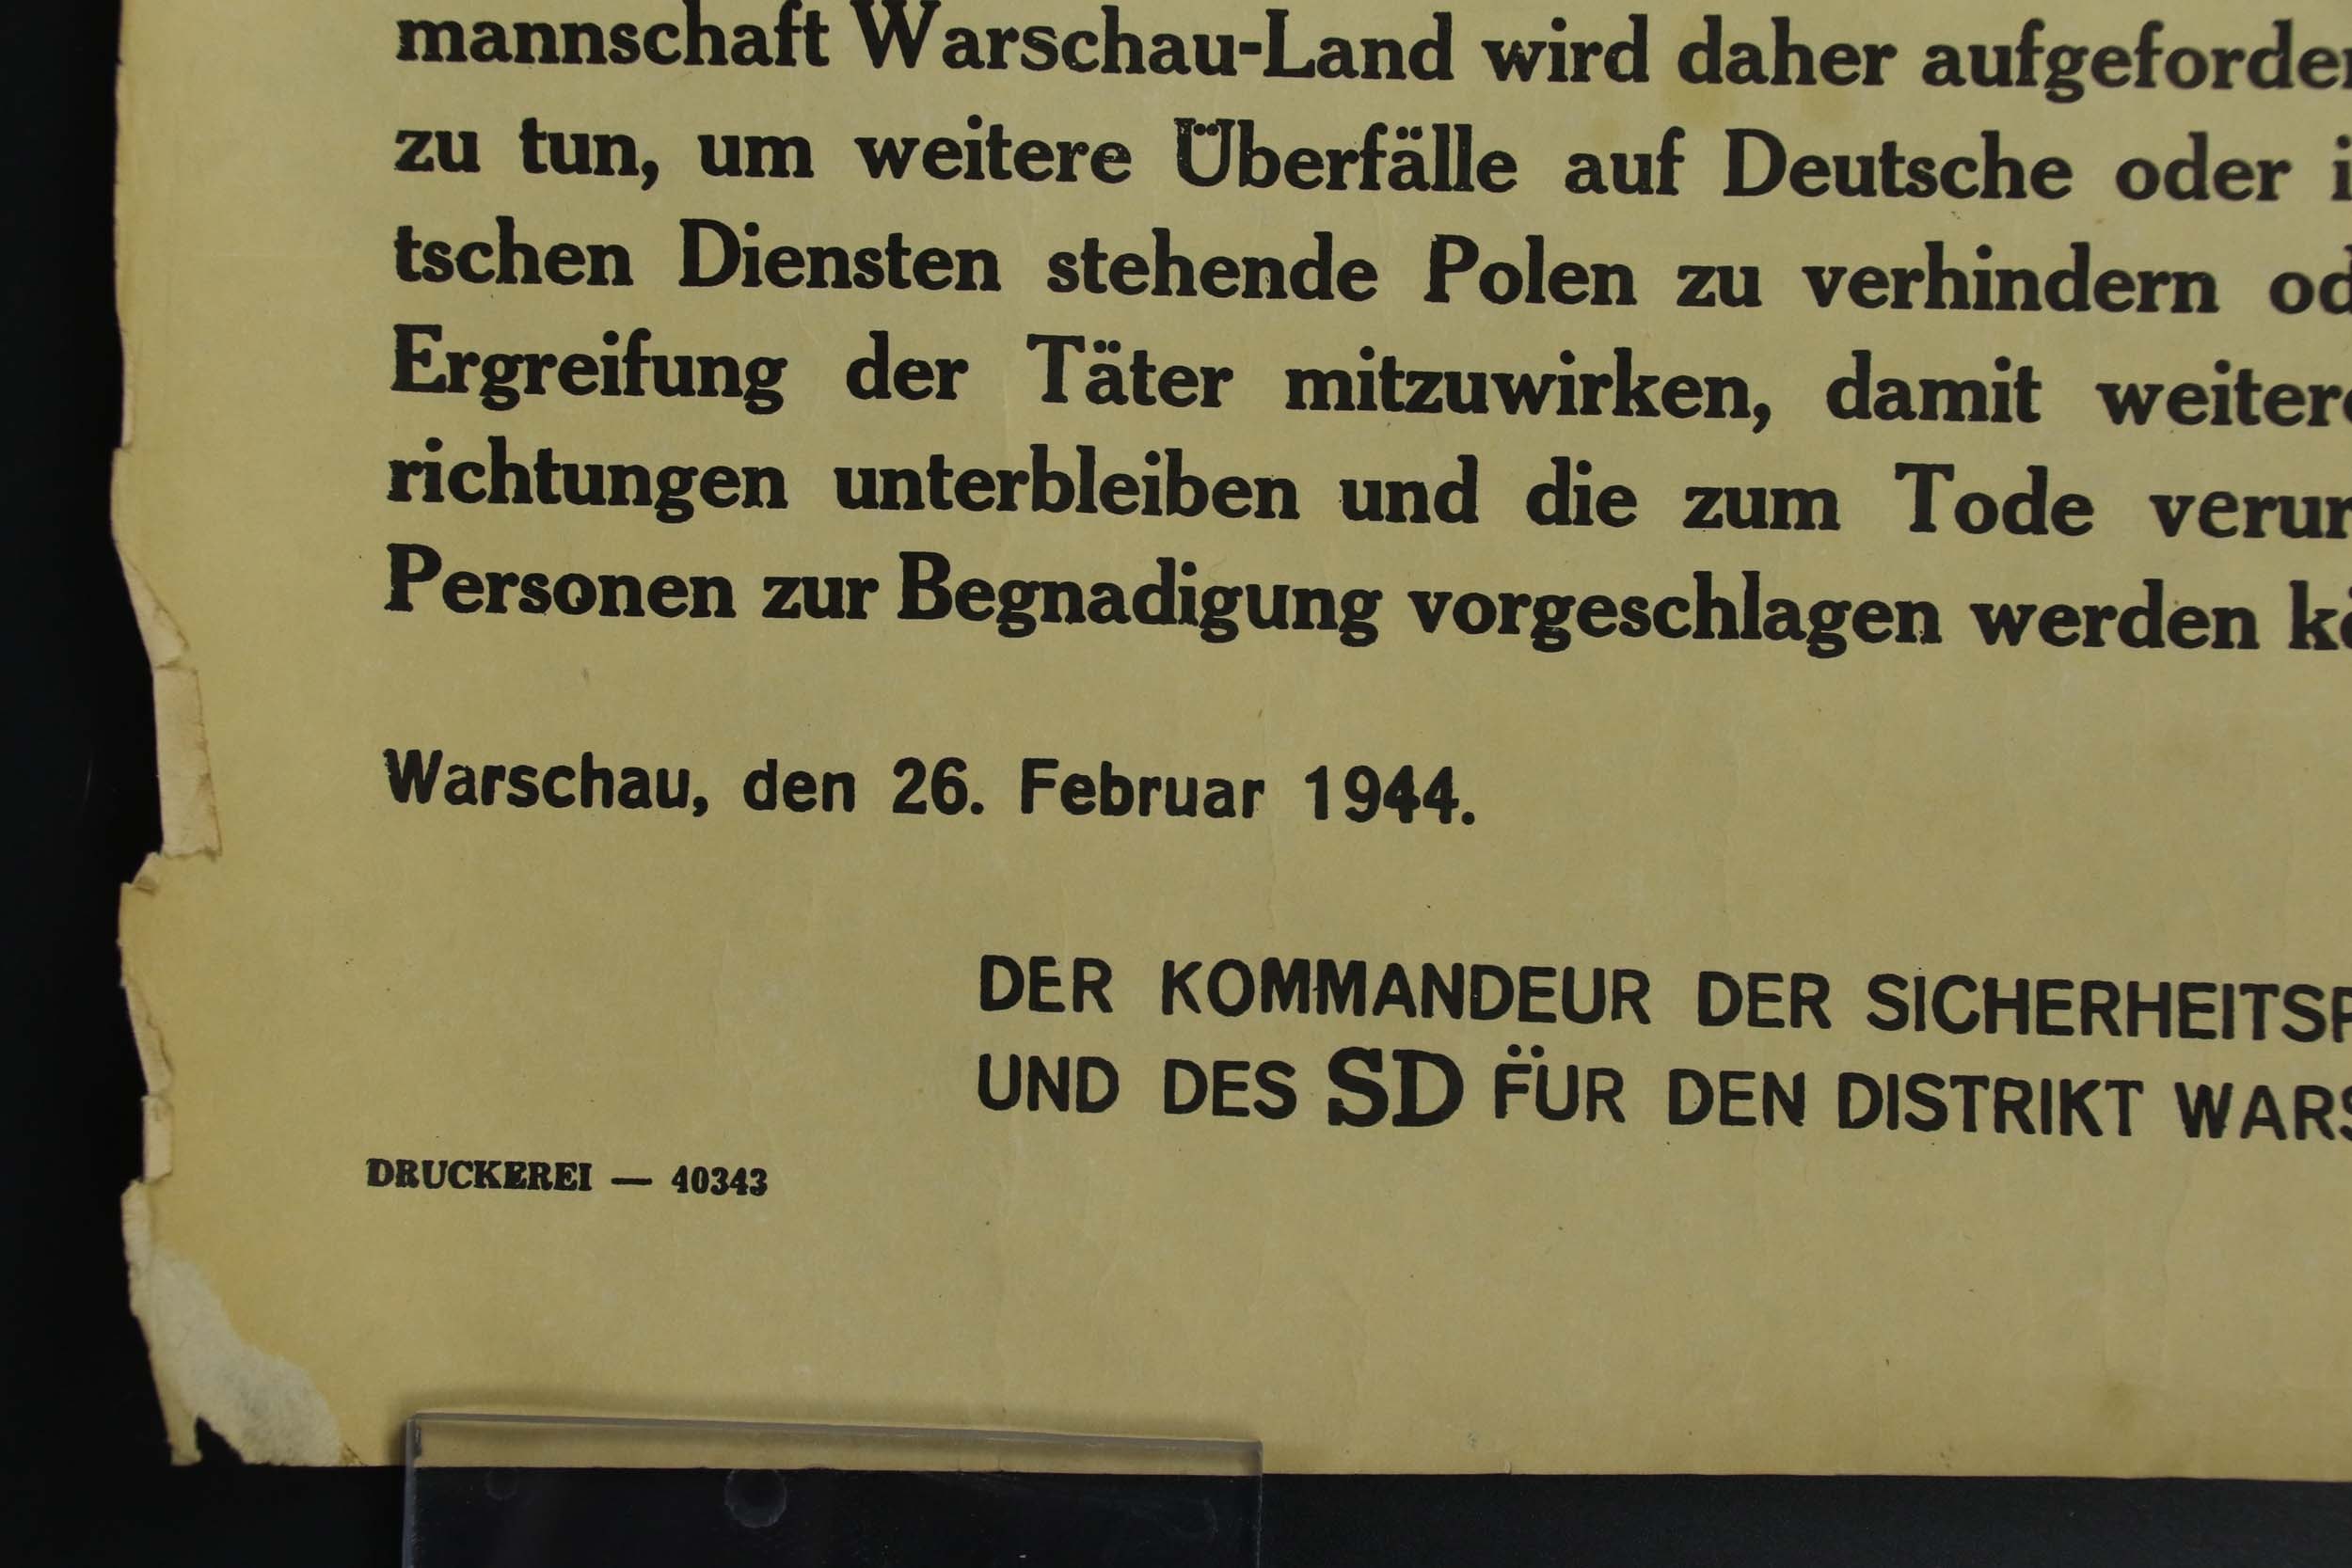 mannschaft Warschau-Land wird daher aufgeforder
zu tun, um weitere Überfälle auf Deutsche oder i
tschen Diensten stehende Polen zu verhindern od
Ergreifung der Täter mitzuwirken, damit weitere
richtungen unterbleiben und die zum Tode verur
Personen zur Begnadigung vorgeschlagen werden kö
Warschau, den 26. Februar 1944.
DER KOMMANDEUR DER SICHERHEITSP
UND DES SD FÜR DEN DISTRIKT WARS
DRUCKEREI — 40343